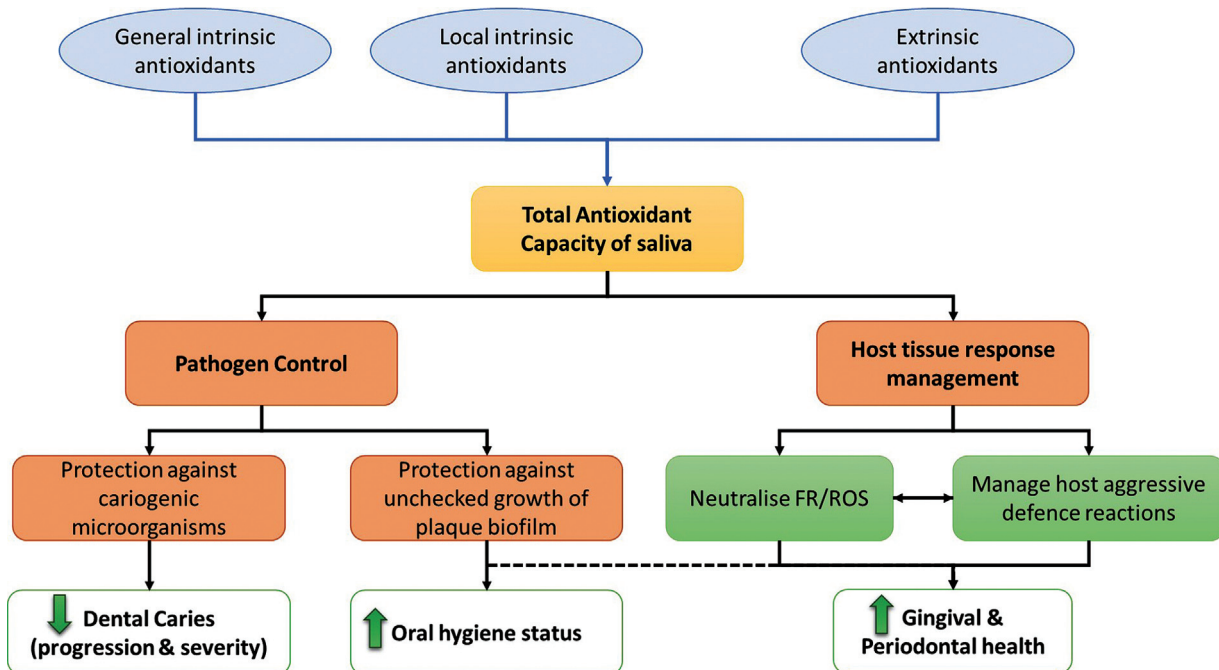 General intrinsic
antioxidants
Local intrinsic
antioxidants
Extrinsic
antioxidants
Total Antioxidant
Capacity of saliva
Pathogen Control
Host tissue response
management
Protection against
cariogenic
microorganisms
Protection against
unchecked growth of
plaque biofilm
Neutralise FR/ROS
Manage host aggressive
defence reactions
Dental Caries
(progression & severity)
Oral hygiene status
Gingival &
Periodontal health